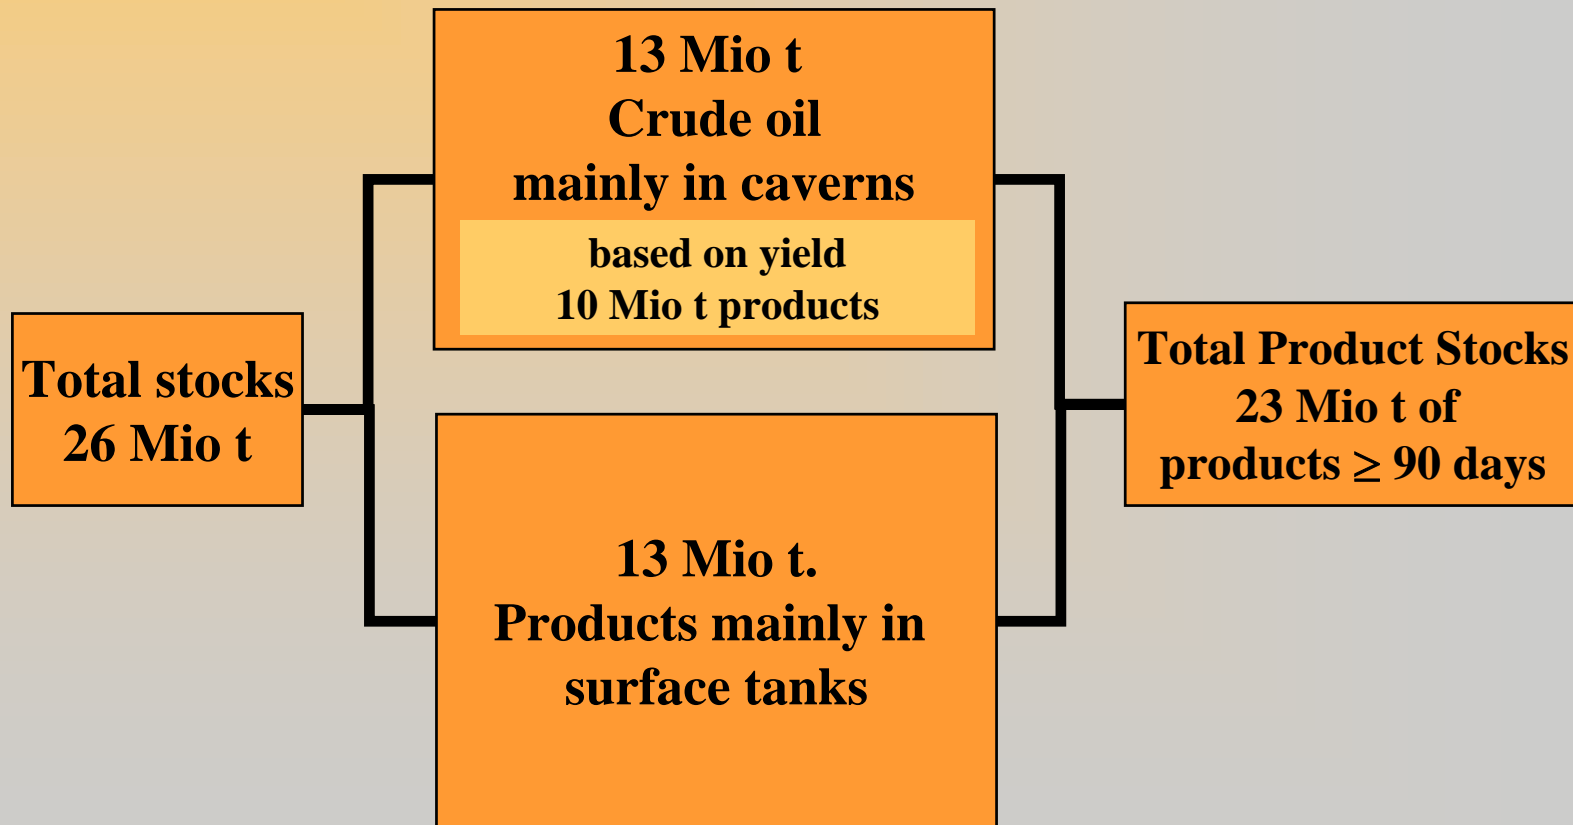 13 Mio t
Crude oil
mainly in caverns
based on yield
10 Mio t products
Total stocks
26 Mio t
Total Product Stocks
23 Mio t of
products ≥ 90 days
13 Mio t.
Products mainly in
surface tanks